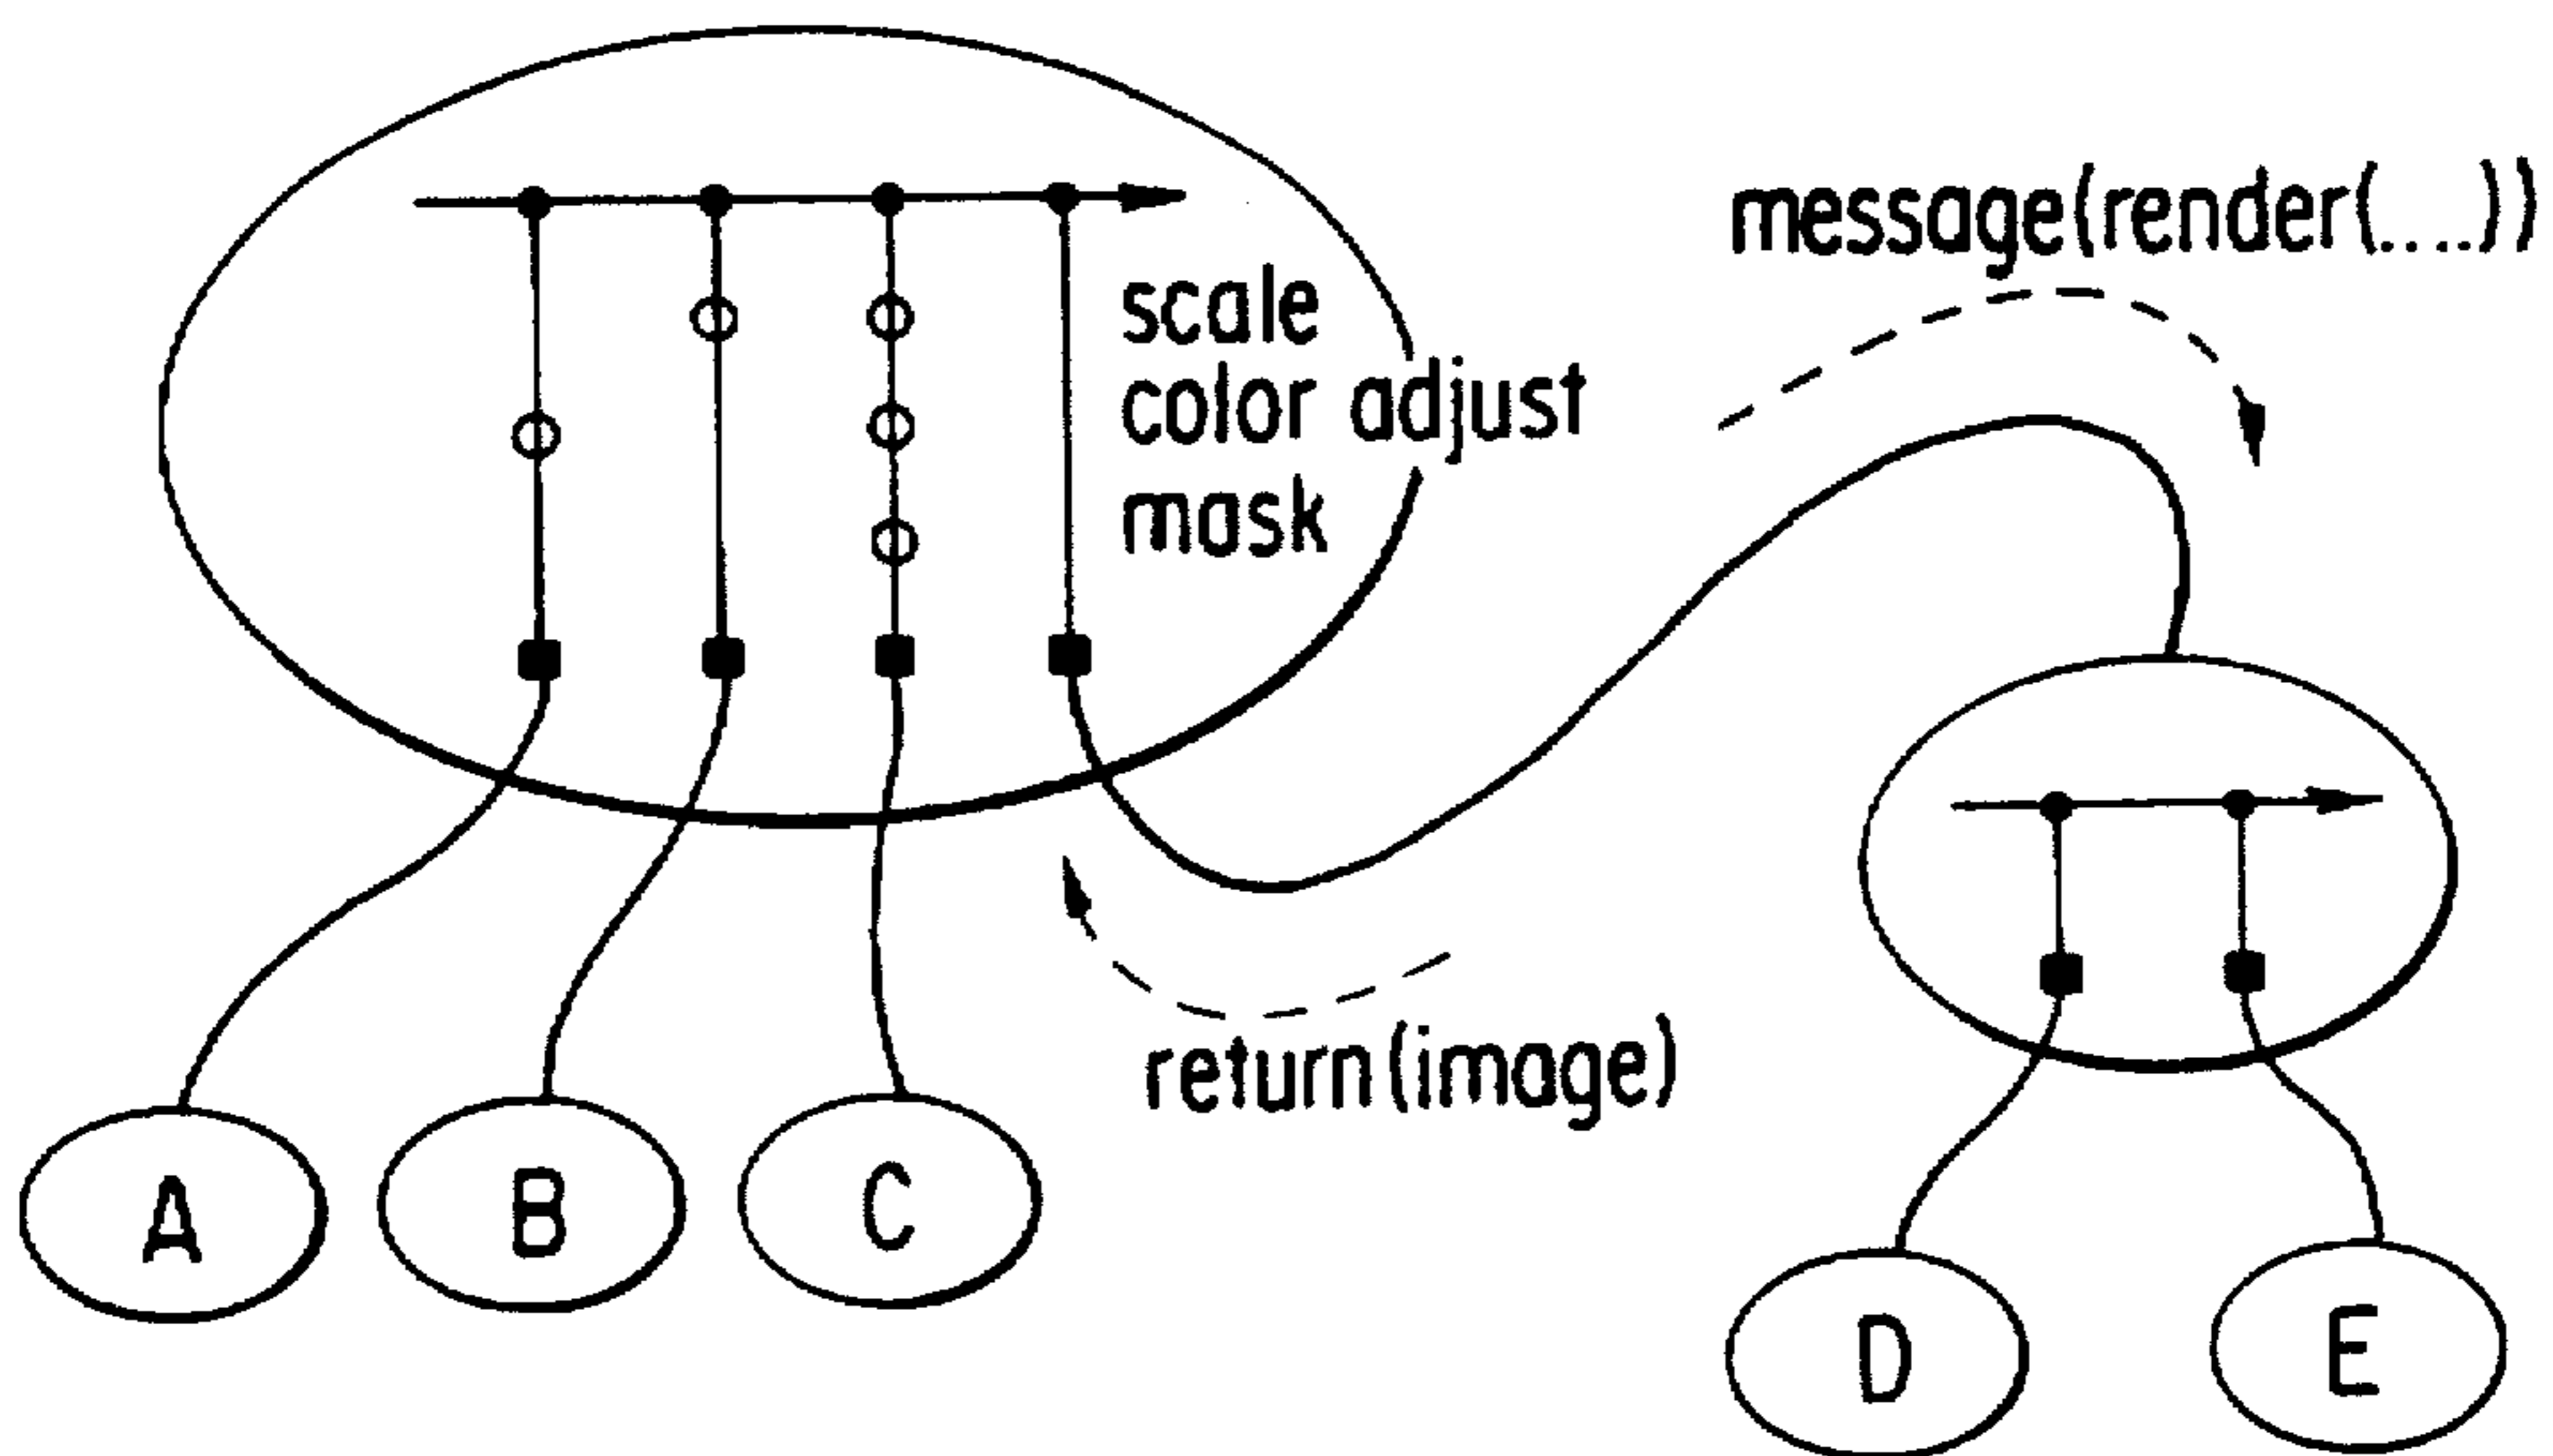 message(render(....))
scale
color adjust
mask
return(image)
A
B
C
D
E